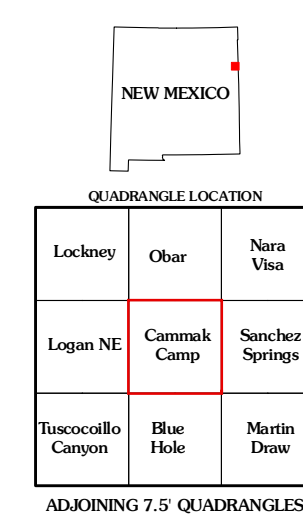 NEW MEXICO
QUADRANGLE LOCATION
Lockney
Obar
Nara
Visa
Logan NE
Cammak
Camp
Sanchez
Springs
Tuscocoillo
Canyon
Blue
Hole
Martin
Draw
ADJOINING 7.5' QUADRANGLES